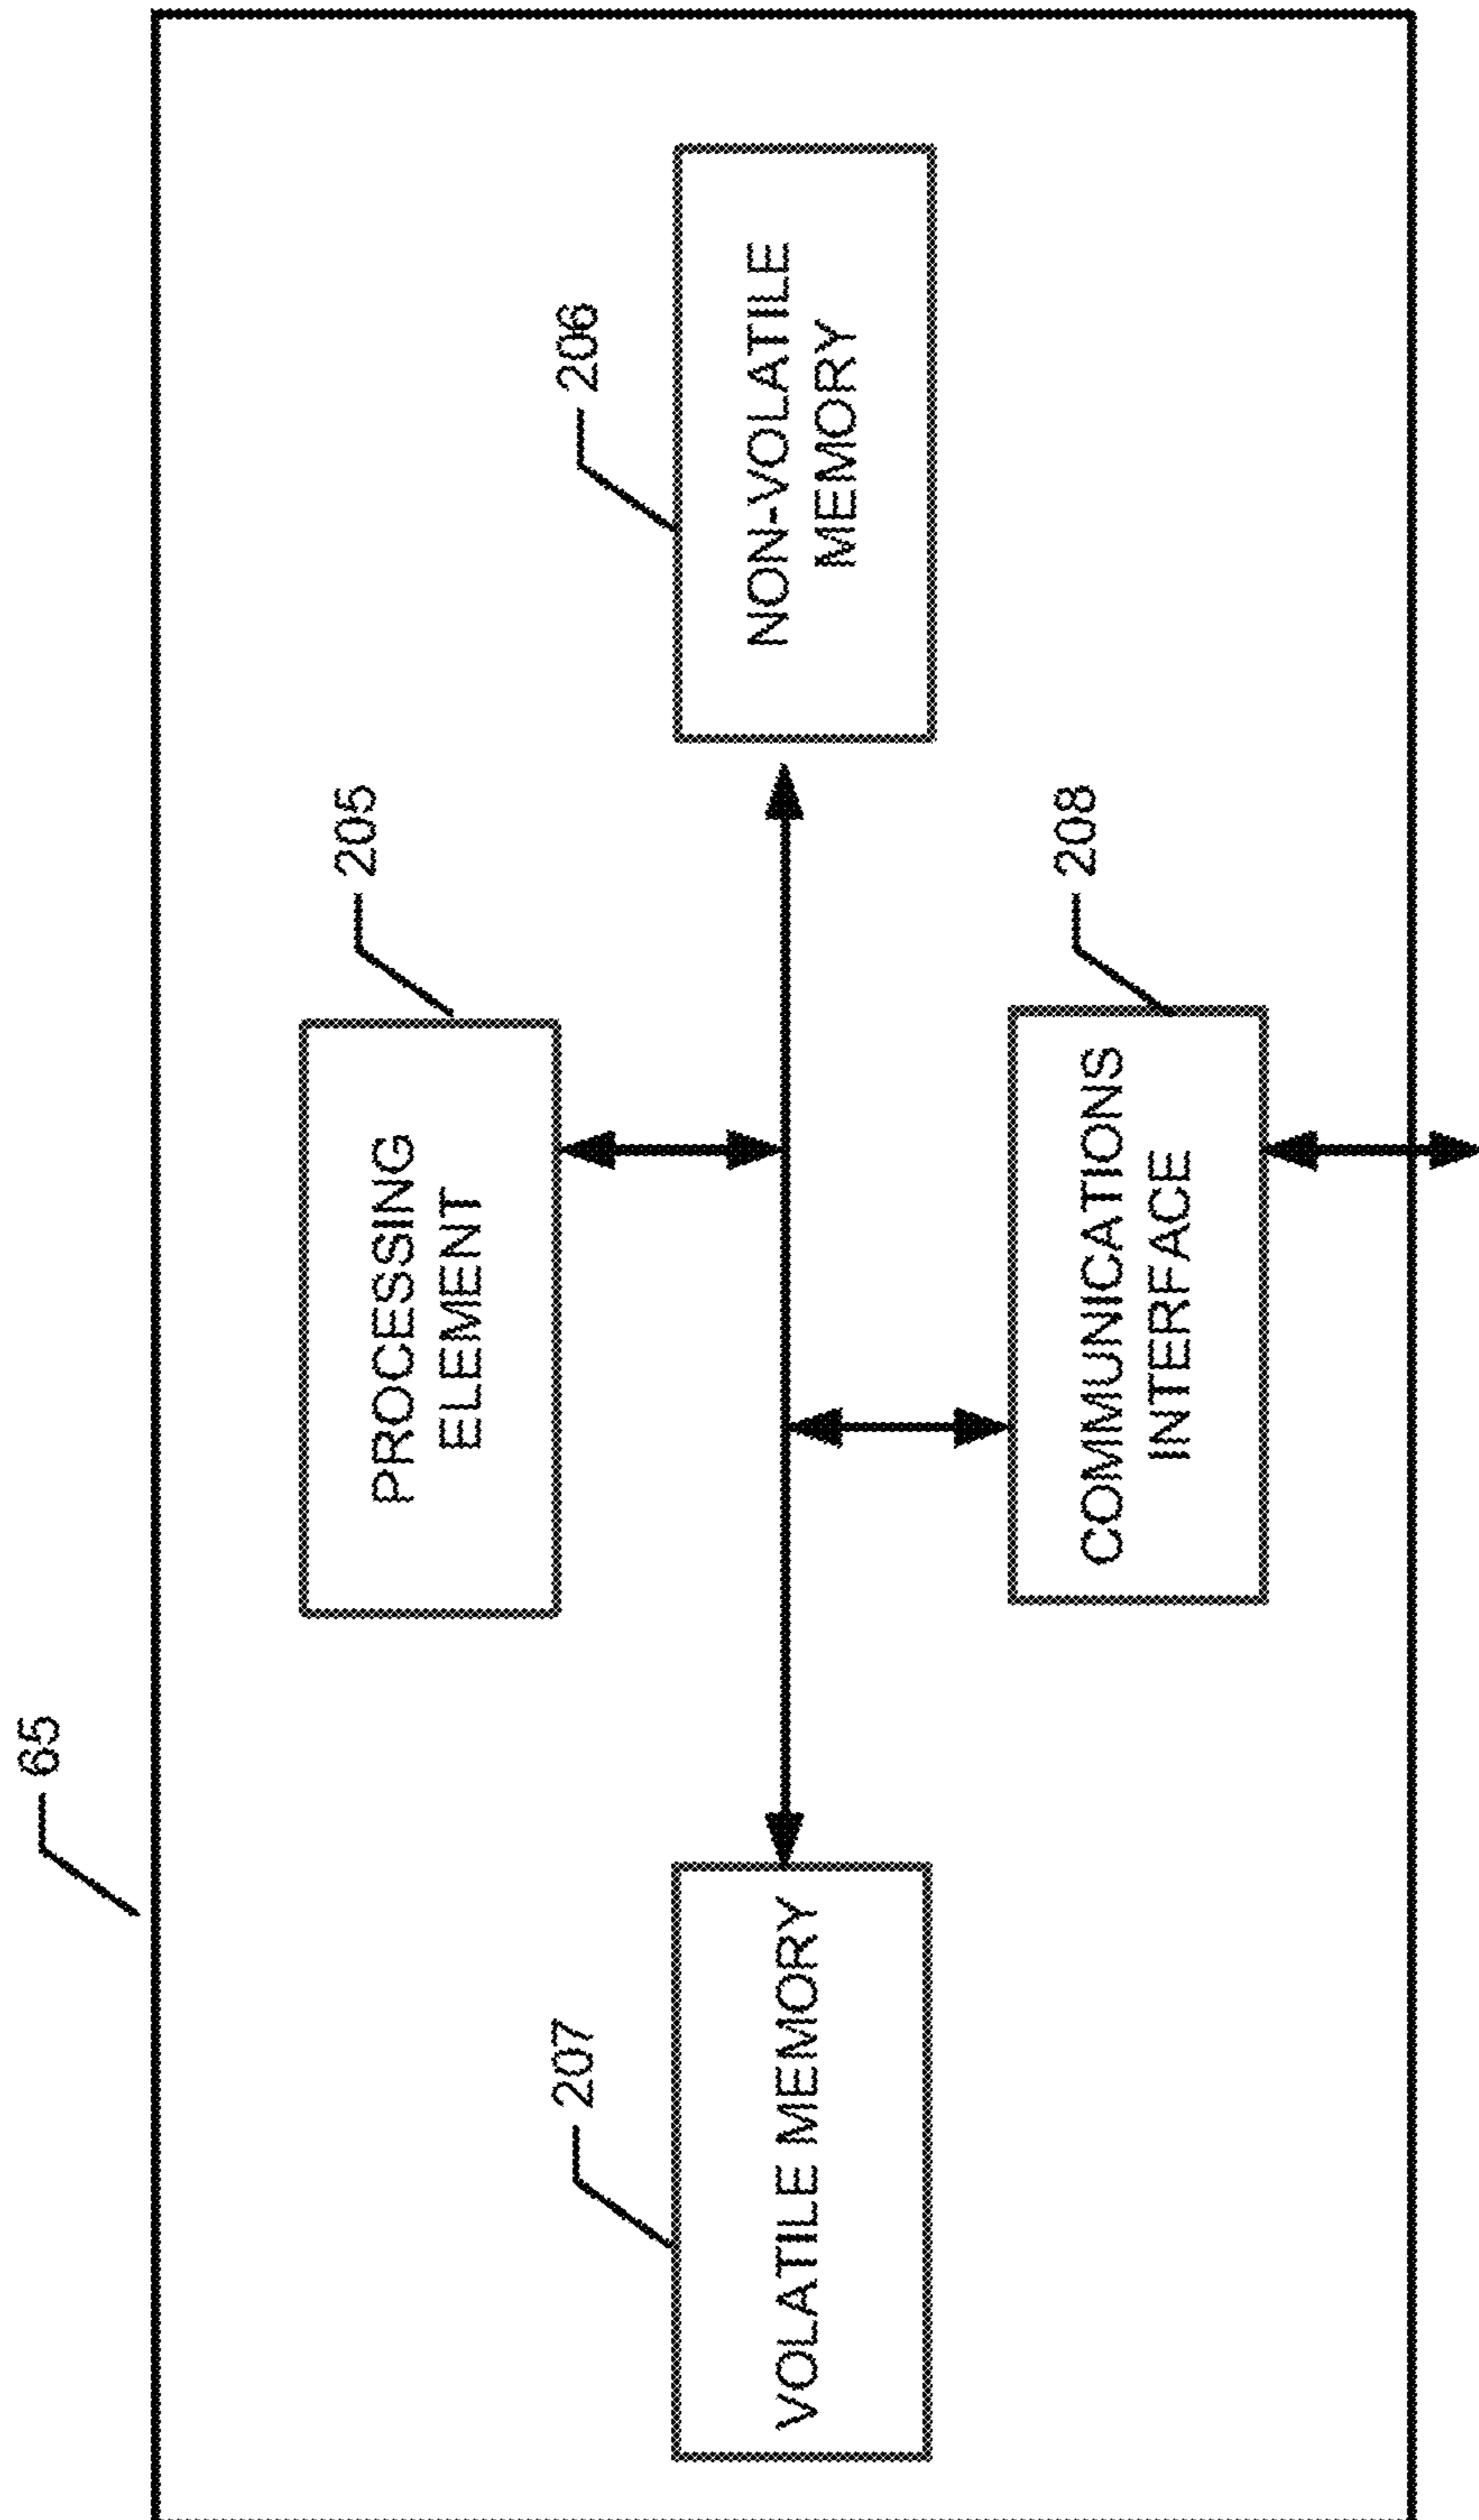 65
205
PROCESSING
ELEMENT
207
VOLATILE MEMORY
206
NON-VOLATILE
MEMORY
208
COMMUNICATIONS
INTERFACE